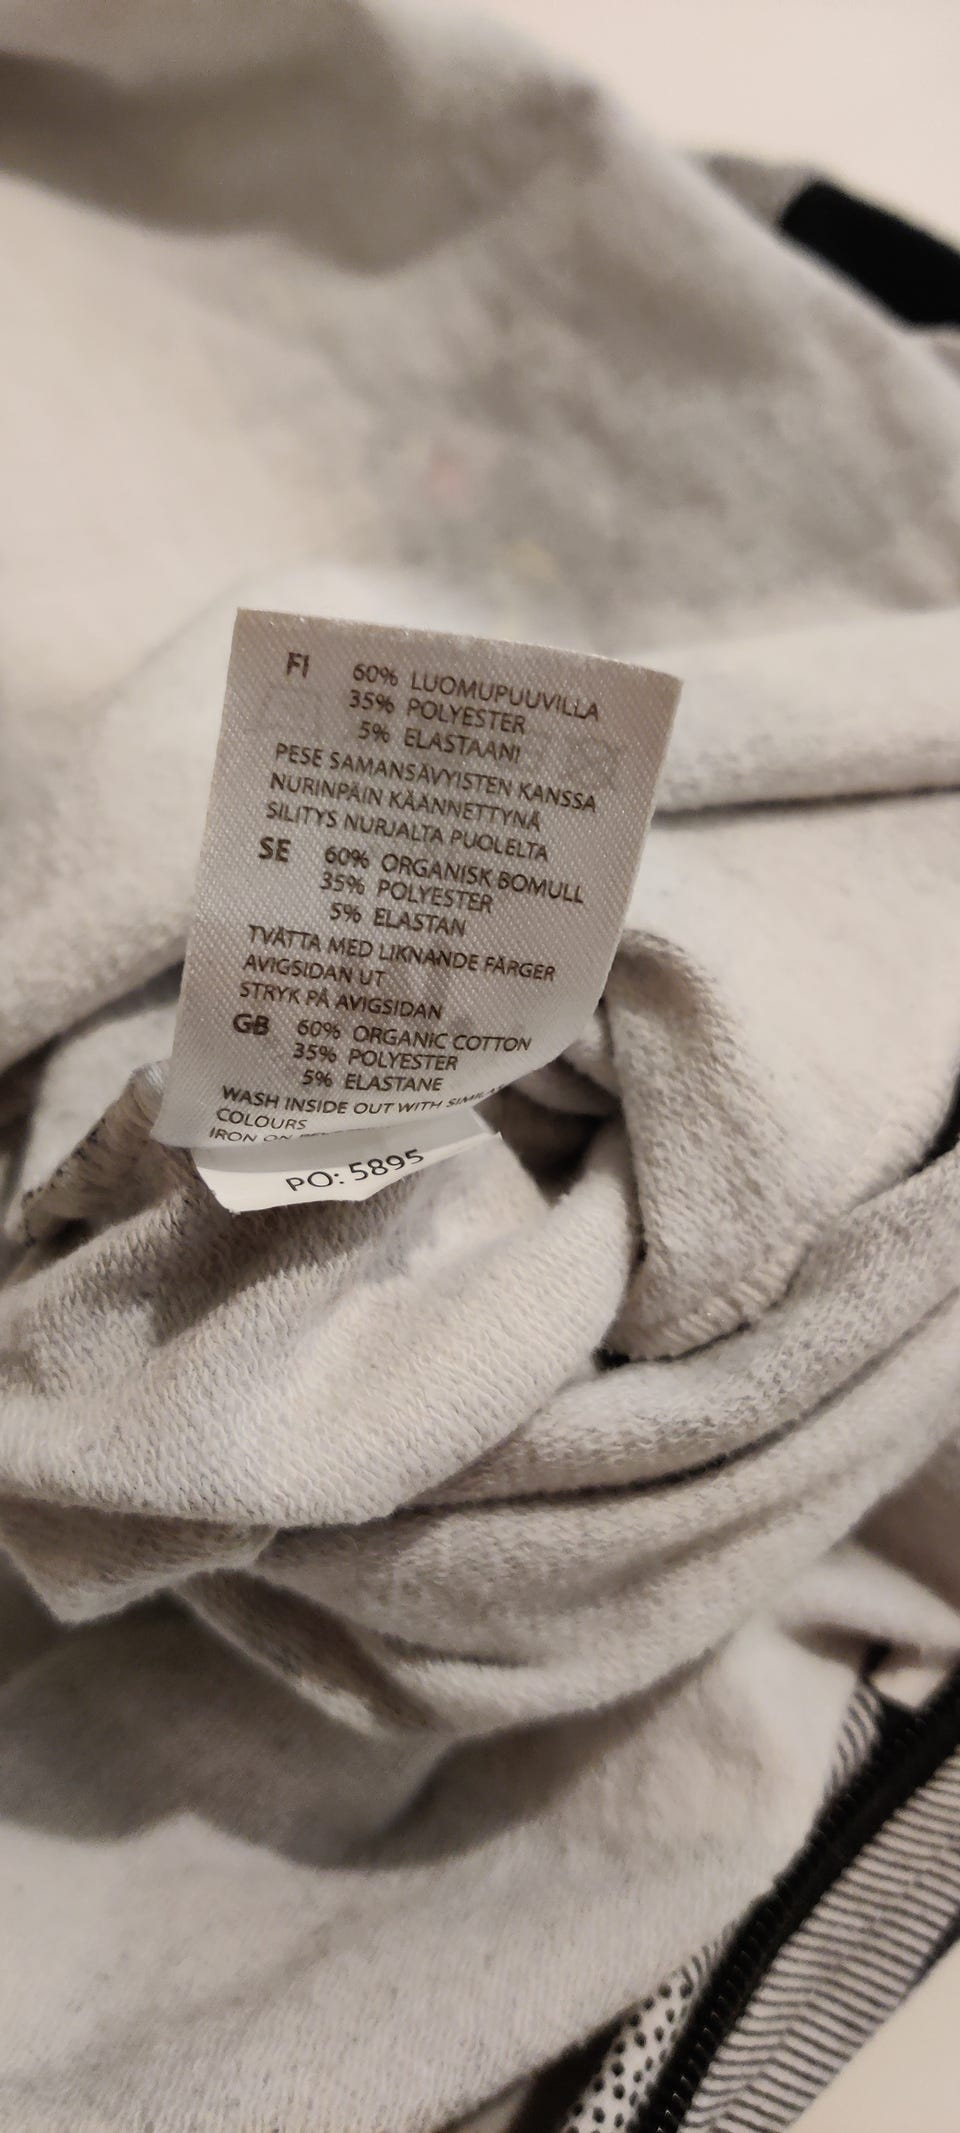 FI 60% LUOMUPUUVILLA
35% POLYESTER
5% ELASTAANI
PESE SAMANSÄVYISTEN KANSSA
NURINPÄIN KÄÄNNETTYNÄ
SILITYS NURJALTA PUOLELTA
SE 60% ORGANISK BOMULL
35% POLYESTER
5% ELASTAN
TVÄTTA MED LIKNANDE FÄRGER
AVIGSIDAN UT
STRYK PÅ AVIGSIDAN
GB 60% ORGANIC COTTON
35% POLYESTER
5% ELASTANE
WASH INSIDE OUT WITH
COLOURS
IRON ON
PO: 5895